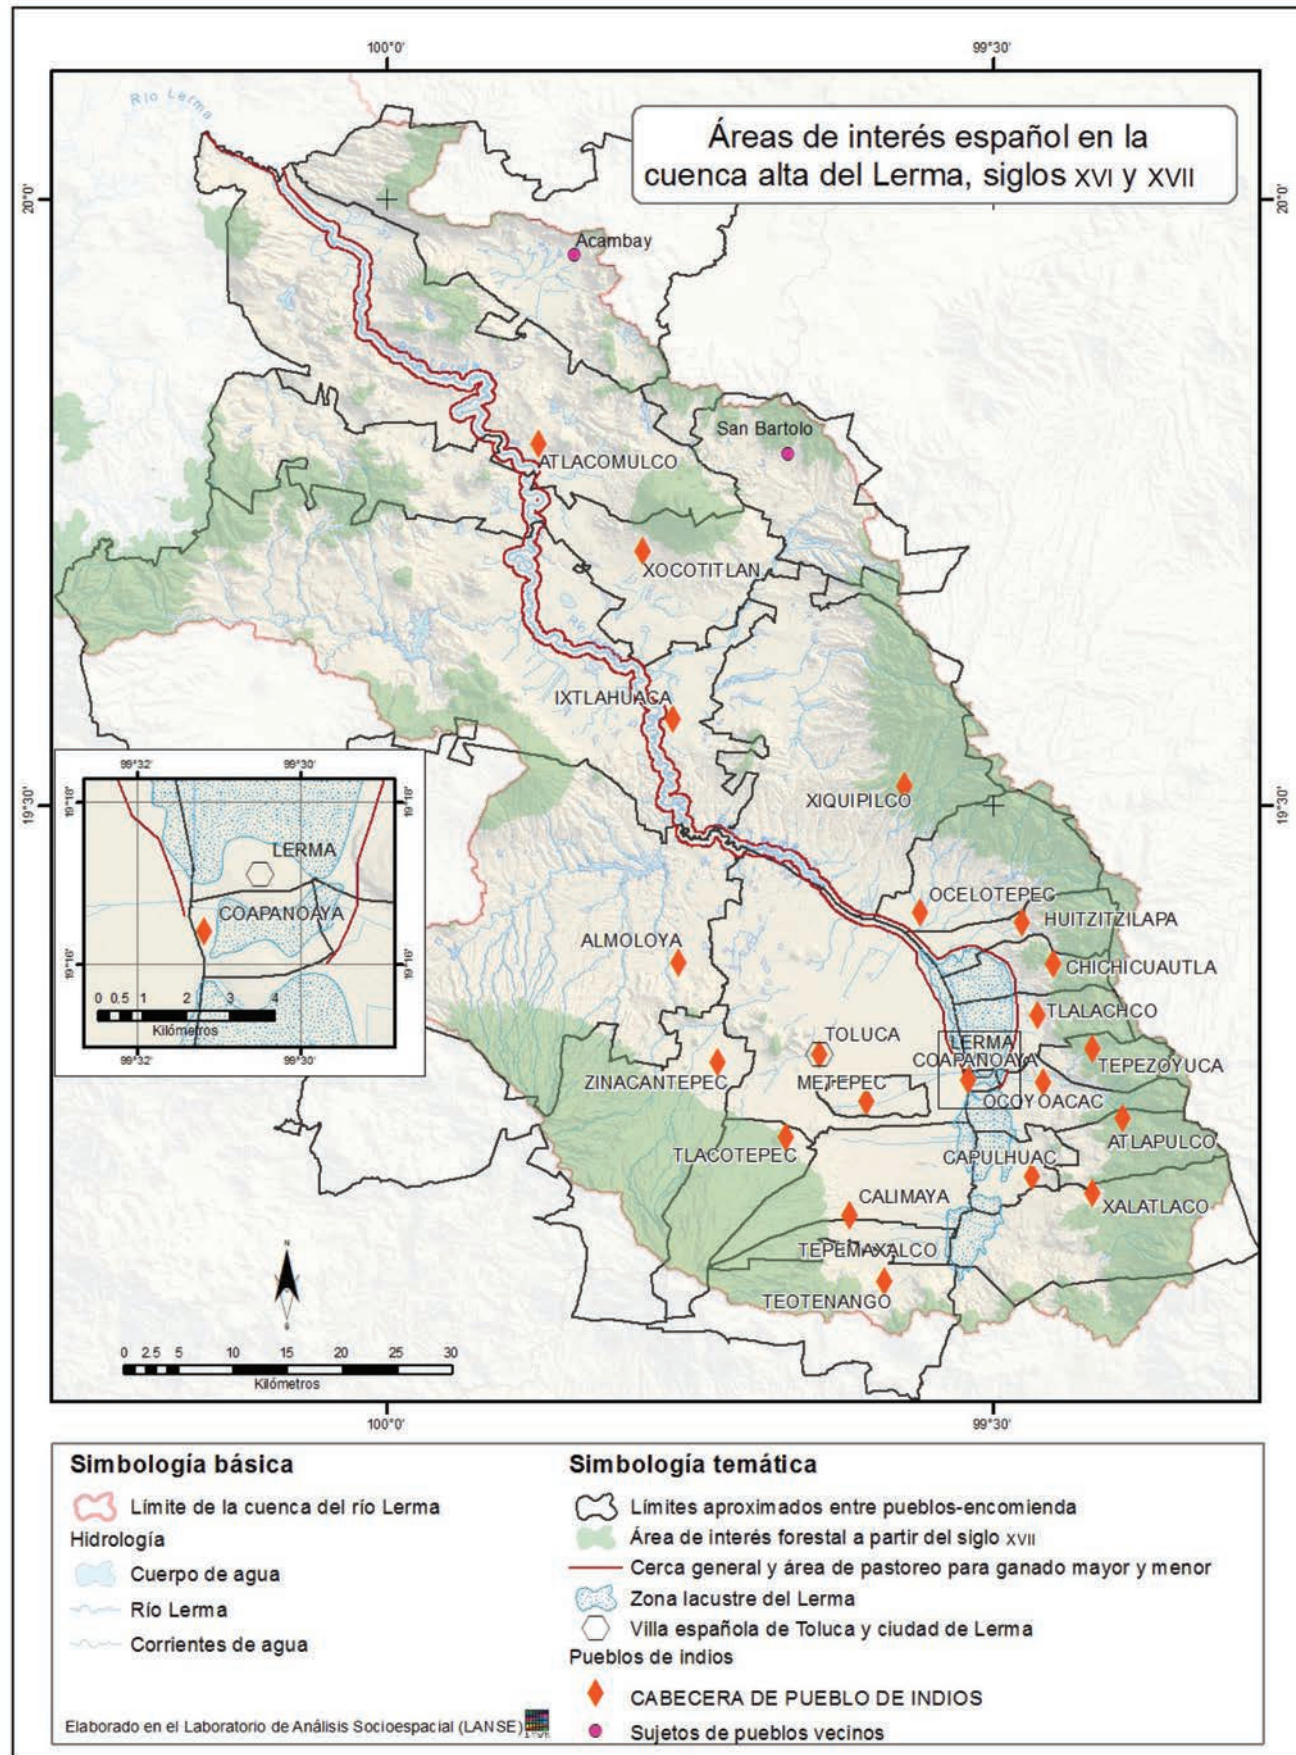 100°0'
99°30'
Río Lerma
Áreas de interés español en la
cuenca alta del Lerma, siglos XVI y XVII
20°0'
20°0'
Acambay
San Bartolo
ATLACOMULCO
XOCOTITLAN
IXTLAHUACA
XIQUIPILCO
19°30'
19°30'
99°32'
99°30'
19°18'
19°18'
LERMA
COAPANOAYA
19°16'
19°16'
0 0.5 1 2 3 4
Kilómetros
99°32'
99°30'
OCELOTEPEC
HUITZITZILAPA
ALMOLOYA
CHICHICUAUTLA
TLALACHCO
TOLUCA
LERMA
COAPANOAYA
TEPEZOYUCA
ZINACANTEPEC
METEPEC
OCOYOACAC
ATLAPULCO
TLACOTEPEC
CAPULHUAC
CALIMAYA
XALATLACO
TEPEMAXALCO
TEOTENANGO
N
S
0 2.5 5 10 15 20 25 30
Kilómetros
100°0'
99°30'
Simbología básica
Límite de la cuenca del río Lerma
Hidrología
Cuerpo de agua
Río Lerma
Corrientes de agua
Elaborado en el Laboratorio de Análisis Socioespacial (LANSE)
Simbología temática
Límites aproximados entre pueblos-encomienda
Área de interés forestal a partir del siglo XVII
Cerca general y área de pastoreo para ganado mayor y menor
Zona lacustre del Lerma
Villa española de Toluca y ciudad de Lerma
Pueblos de indios
CABECERA DE PUEBLO DE INDIOS
Sujetos de pueblos vecinos